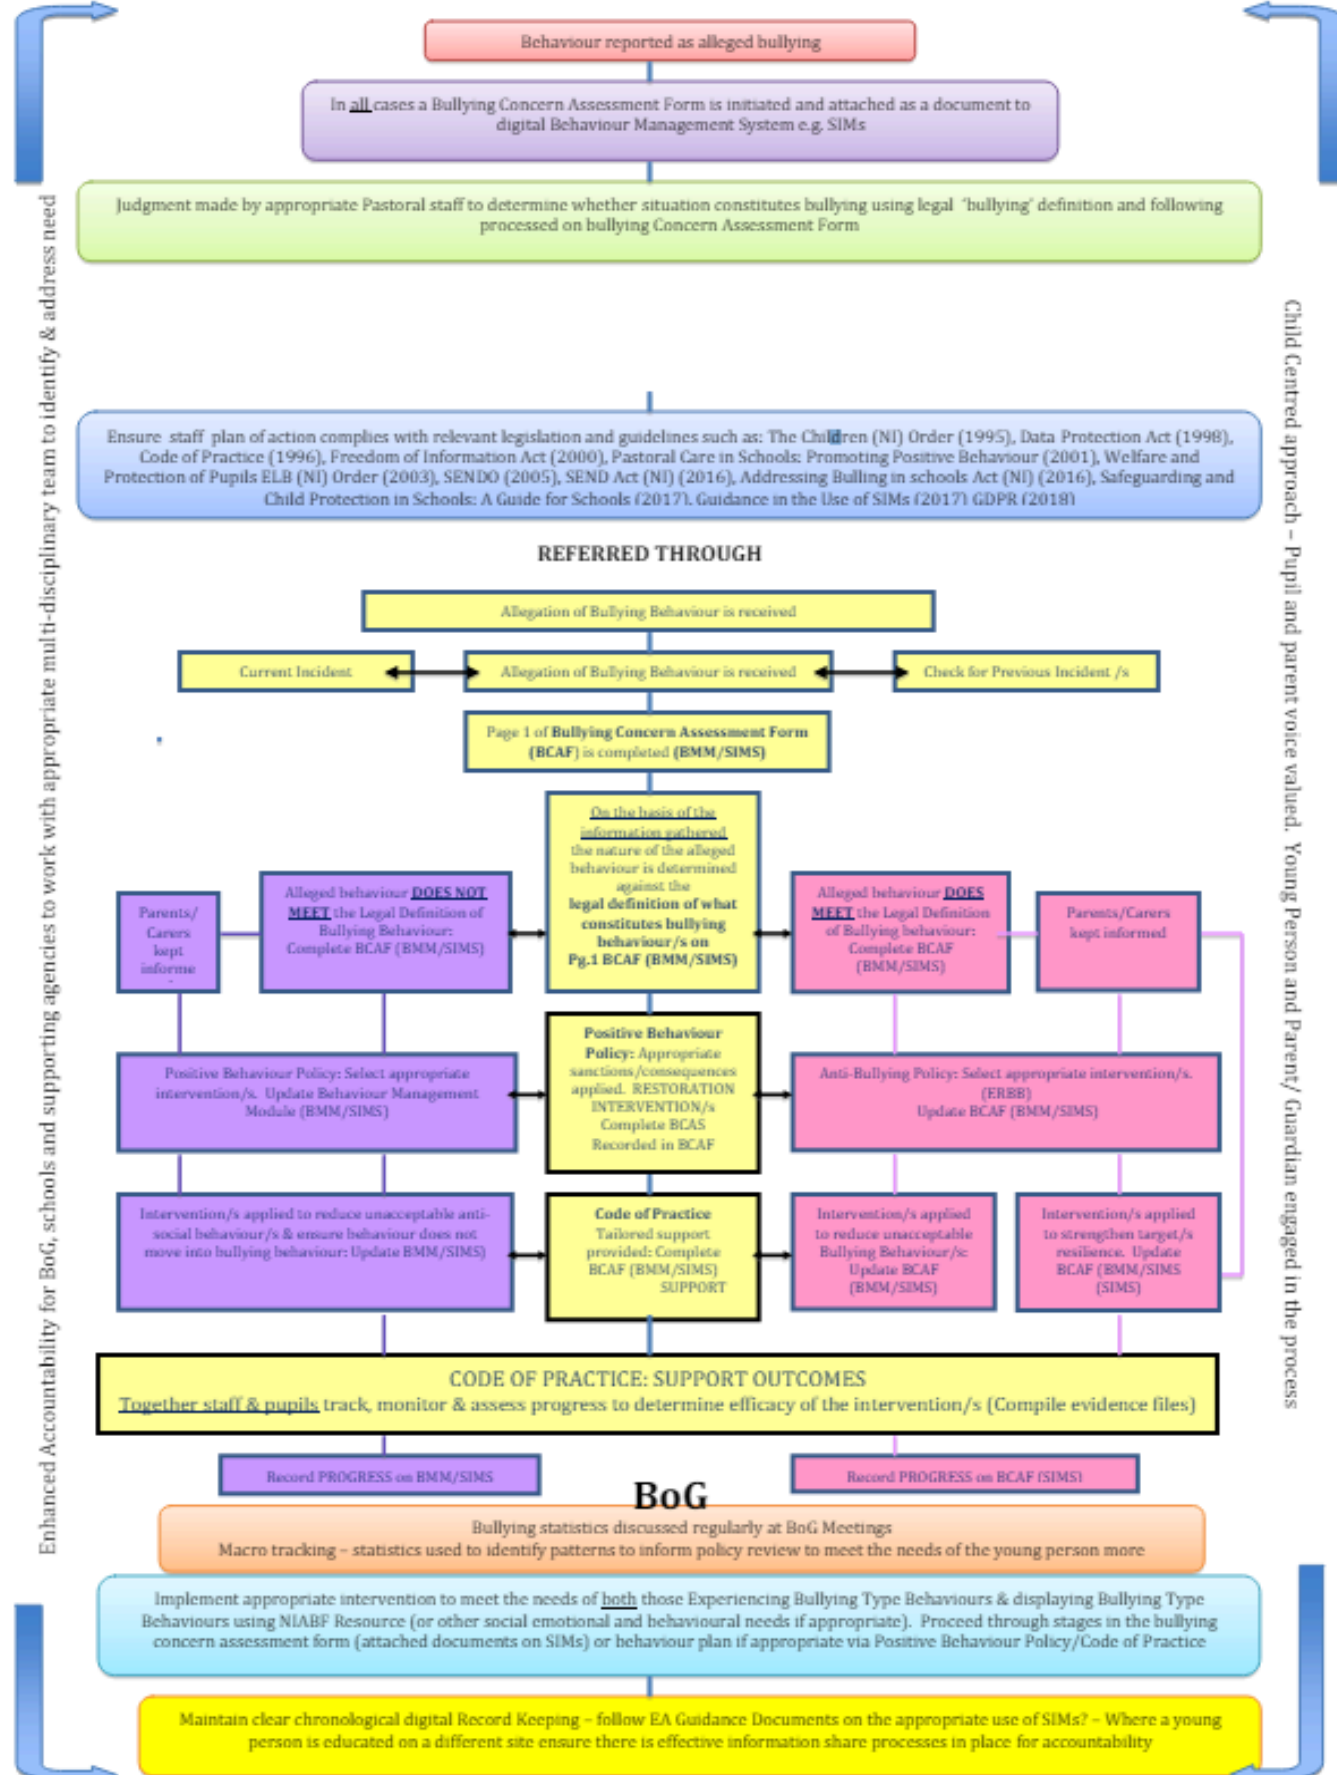 Behaviour reported as alleged bullying
In all cases a Bullying Concern Assessment Form is initiated and attached as a document to
digital Behaviour Management System e.g. SIMs
Judgment made by appropriate Pastoral staff to determine whether situation constitutes bullying using legal ‘bullying’ definition and following
processed on bullying Concern Assessment Form
Enhanced Accountability for BoG, schools and supporting agencies to work with appropriate multi-disciplinary team to identify & address need
Child Centred approach – Pupil and parent voice valued. Young Person and Parent/ Guardian engaged in the process
Ensure staff plan of action complies with relevant legislation and guidelines such as: The Children (NI) Order (1995), Data Protection Act (1998),
Code of Practice (1996), Freedom of Information Act (2000), Pastoral Care in Schools: Promoting Positive Behaviour (2001), Welfare and
Protection of Pupils ELB (NI) Order (2003), SENDO (2005), SEND Act (NI) (2016), Addressing Bulling in schools Act (NI) (2016), Safeguarding and
Child Protection in Schools: A Guide for Schools (2017). Guidance in the Use of SIMs (2017) GDPR (2018)
REFERRED THROUGH
Allegation of Bullying Behaviour is received
Current Incident
Allegation of Bullying Behaviour is received
Check for Previous Incident /s
Page 1 of Bullying Concern Assessment Form
(BCAF) is completed (BMM/SIMS)
On the basis of the
information gathered
the nature of the alleged
behaviour is determined
against the
legal definition of what
constitutes bullying
behaviour/s on
Pg.1 BCAF (BMM/SIMS)
Parents/
Carers
kept
informe
Alleged behaviour DOES NOT
MEET the Legal Definition of
Bullying Behaviour:
Complete BCAF (BMM/SIMS)
Alleged behaviour DOES
MEET the Legal Definition
of Bullying behaviour:
Complete BCAF
(BMM/SIMS)
Parents/Carers
kept informed
Positive Behaviour Policy: Select appropriate
intervention/s. Update Behaviour Management
Module (BMM/SIMS)
Positive Behaviour
Policy: Appropriate
sanctions/consequences
applied. RESTORATION
INTERVENTION/s
Complete BCAS
Recorded in BCAF
Anti-Bullying Policy: Select appropriate intervention/s.
(ERBB)
Update BCAF (BMM/SIMS)
Intervention/s applied to reduce unacceptable anti-
social behaviour/s & ensure behaviour does not
move into bullying behaviour: Update BMM/SIMS)
Code of Practice
Tailored support
provided: Complete
BCAF (BMM/SIMS)
SUPPORT
Intervention/s applied
to reduce unacceptable
Bullying Behaviour/s:
Update BCAF
(BMM/SIMS)
Intervention/s applied
to strengthen target/s
resilience. Update
BCAF (BMM/SIMS
(SIMS)
CODE OF PRACTICE: SUPPORT OUTCOMES
Together staff & pupils track, monitor & assess progress to determine efficacy of the intervention/s (Compile evidence files)
Record PROGRESS on BMM/SIMS
Record PROGRESS on BCAF (SIMS)
BoG
Bullying statistics discussed regularly at BoG Meetings
Macro tracking – statistics used to identify patterns to inform policy review to meet the needs of the young person more
Implement appropriate intervention to meet the needs of both those Experiencing Bullying Type Behaviours & displaying Bullying Type
Behaviours using NIABF Resource (or other social emotional and behavioural needs if appropriate). Proceed through stages in the bullying
concern assessment form (attached documents on SIMs) or behaviour plan if appropriate via Positive Behaviour Policy/Code of Practice
Maintain clear chronological digital Record Keeping – follow EA Guidance Documents on the appropriate use of SIMs? – Where a young
person is educated on a different site ensure there is effective information share processes in place for accountability